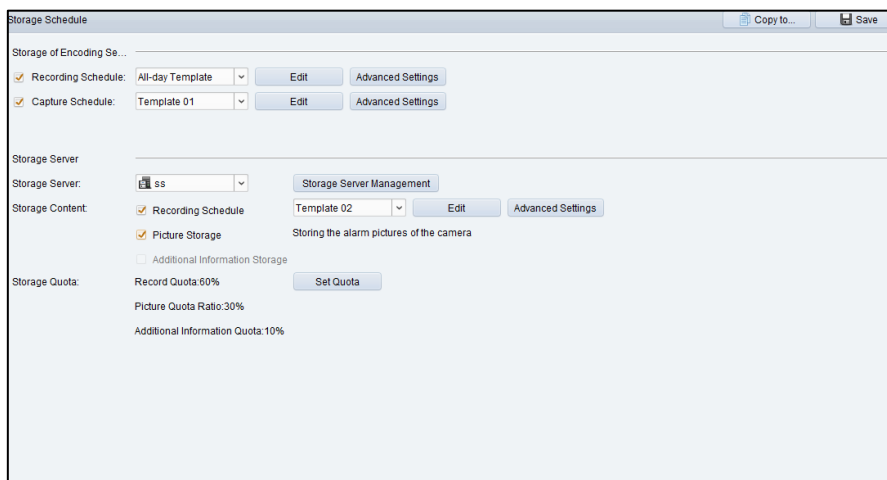 Storage Schedule Copy to... Save
Storage of Encoding Se...
Recording Schedule: All-day Template Edit Advanced Settings
Capture Schedule: Template 01 Edit Advanced Settings
Storage Server
Storage Server: ss Storage Server Management
Storage Content: Recording Schedule Template 02 Edit Advanced Settings
Picture Storage Storing the alarm pictures of the camera
Additional Information Storage
Storage Quota: Record Quota:60% Set Quota
Picture Quota Ratio:30%
Additional Information Quota:10%